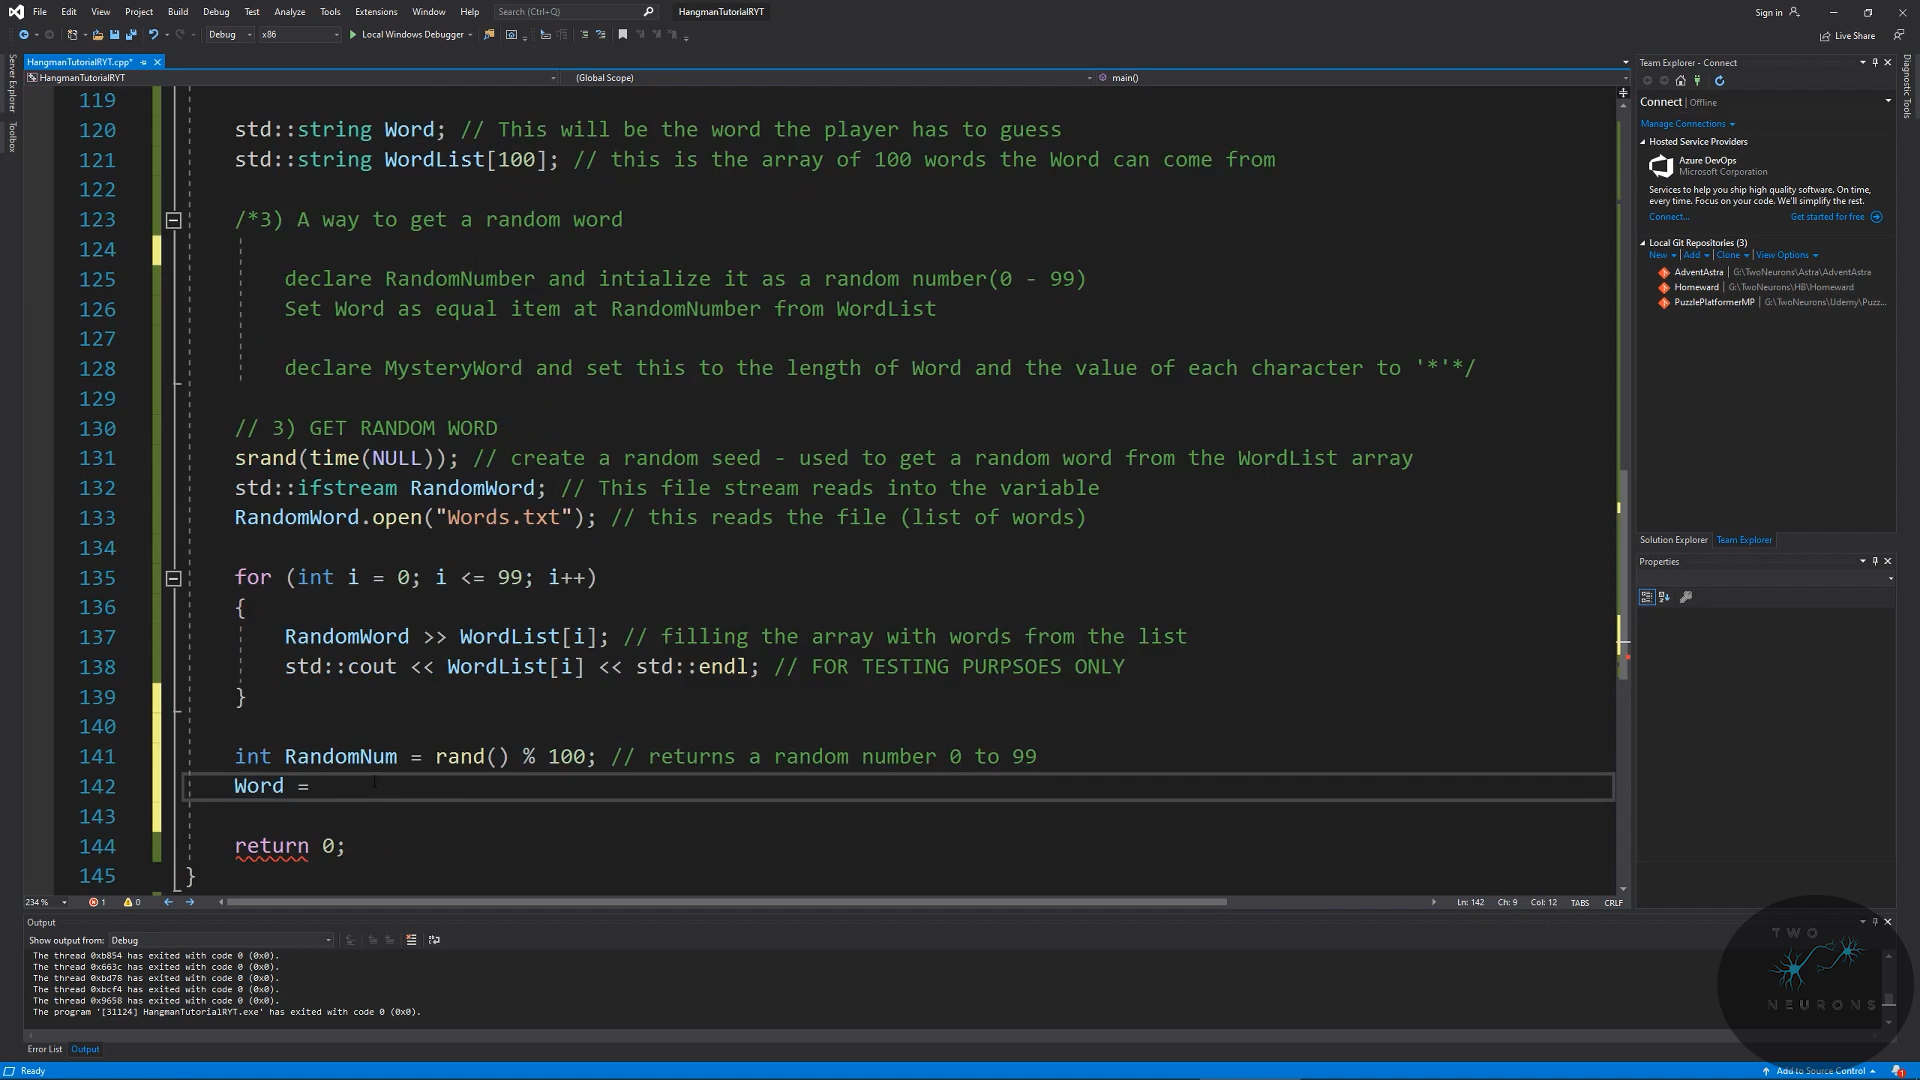 File Edit View Project Build Debug Test Analyze Tools Extensions Window Help Search (Ctrl+Q) HangmanTutorialRYT Sign in
Debug x86 Local Windows Debugger Live Share
HangmanTutorialRYT.cpp*
HangmanTutorialRYT (Global Scope) main()
Server Explorer
Toolbox
119
120 std::string Word; // This will be the word the player has to guess
121 std::string WordList[100]; // this is the array of 100 words the Word can come from
122
123 /*3) A way to get a random word
124
125 declare RandomNumber and intialize it as a random number(0 - 99)
126 Set Word as equal item at RandomNumber from WordList
127
128 declare MysteryWord and set this to the length of Word and the value of each character to '*'*/
129
130 // 3) GET RANDOM WORD
131 srand(time(NULL)); // create a random seed - used to get a random word from the WordList array
132 std::ifstream RandomWord; // This file stream reads into the variable
133 RandomWord.open("Words.txt"); // this reads the file (list of words)
134
135 for (int i = 0; i <= 99; i++)
136 {
137 RandomWord >> WordList[i]; // filling the array with words from the list
138 std::cout << WordList[i] << std::endl; // FOR TESTING PURPSOES ONLY
139 }
140
141 int RandomNum = rand() % 100; // returns a random number 0 to 99
142 Word =
143
144 return 0;
145 }
234 % 1 0 Ln: 142 Ch: 9 Col: 12 TABS CRLF
Output
Show output from: Debug
The thread 0xb854 has exited with code 0 (0x0).
The thread 0x663c has exited with code 0 (0x0).
The thread 0xbd78 has exited with code 0 (0x0).
The thread 0xbcf4 has exited with code 0 (0x0).
The thread 0x9658 has exited with code 0 (0x0).
The program '[31124] HangmanTutorialRYT.exe' has exited with code 0 (0x0).
Error List Output
Ready
Team Explorer - Connect
Connect | Offline
Manage Connections
Hosted Service Providers
Azure DevOps
Microsoft Corporation
Services to help you ship high quality software. On time,
every time. Focus on your code. We'll simplify the rest.
Connect... Get started for free
Local Git Repositories (3)
New Add Clone View Options
AdventAstra G:\TwoNeurons\Astra\AdventAstra
Homeward G:\TwoNeurons\HB\Homeward
PuzzlePlatformerMP G:\TwoNeurons\Udemy\Puzz...
Solution Explorer Team Explorer
Properties
Diagnostic Tools
TWO
NEURONS
Add to Source Control 1